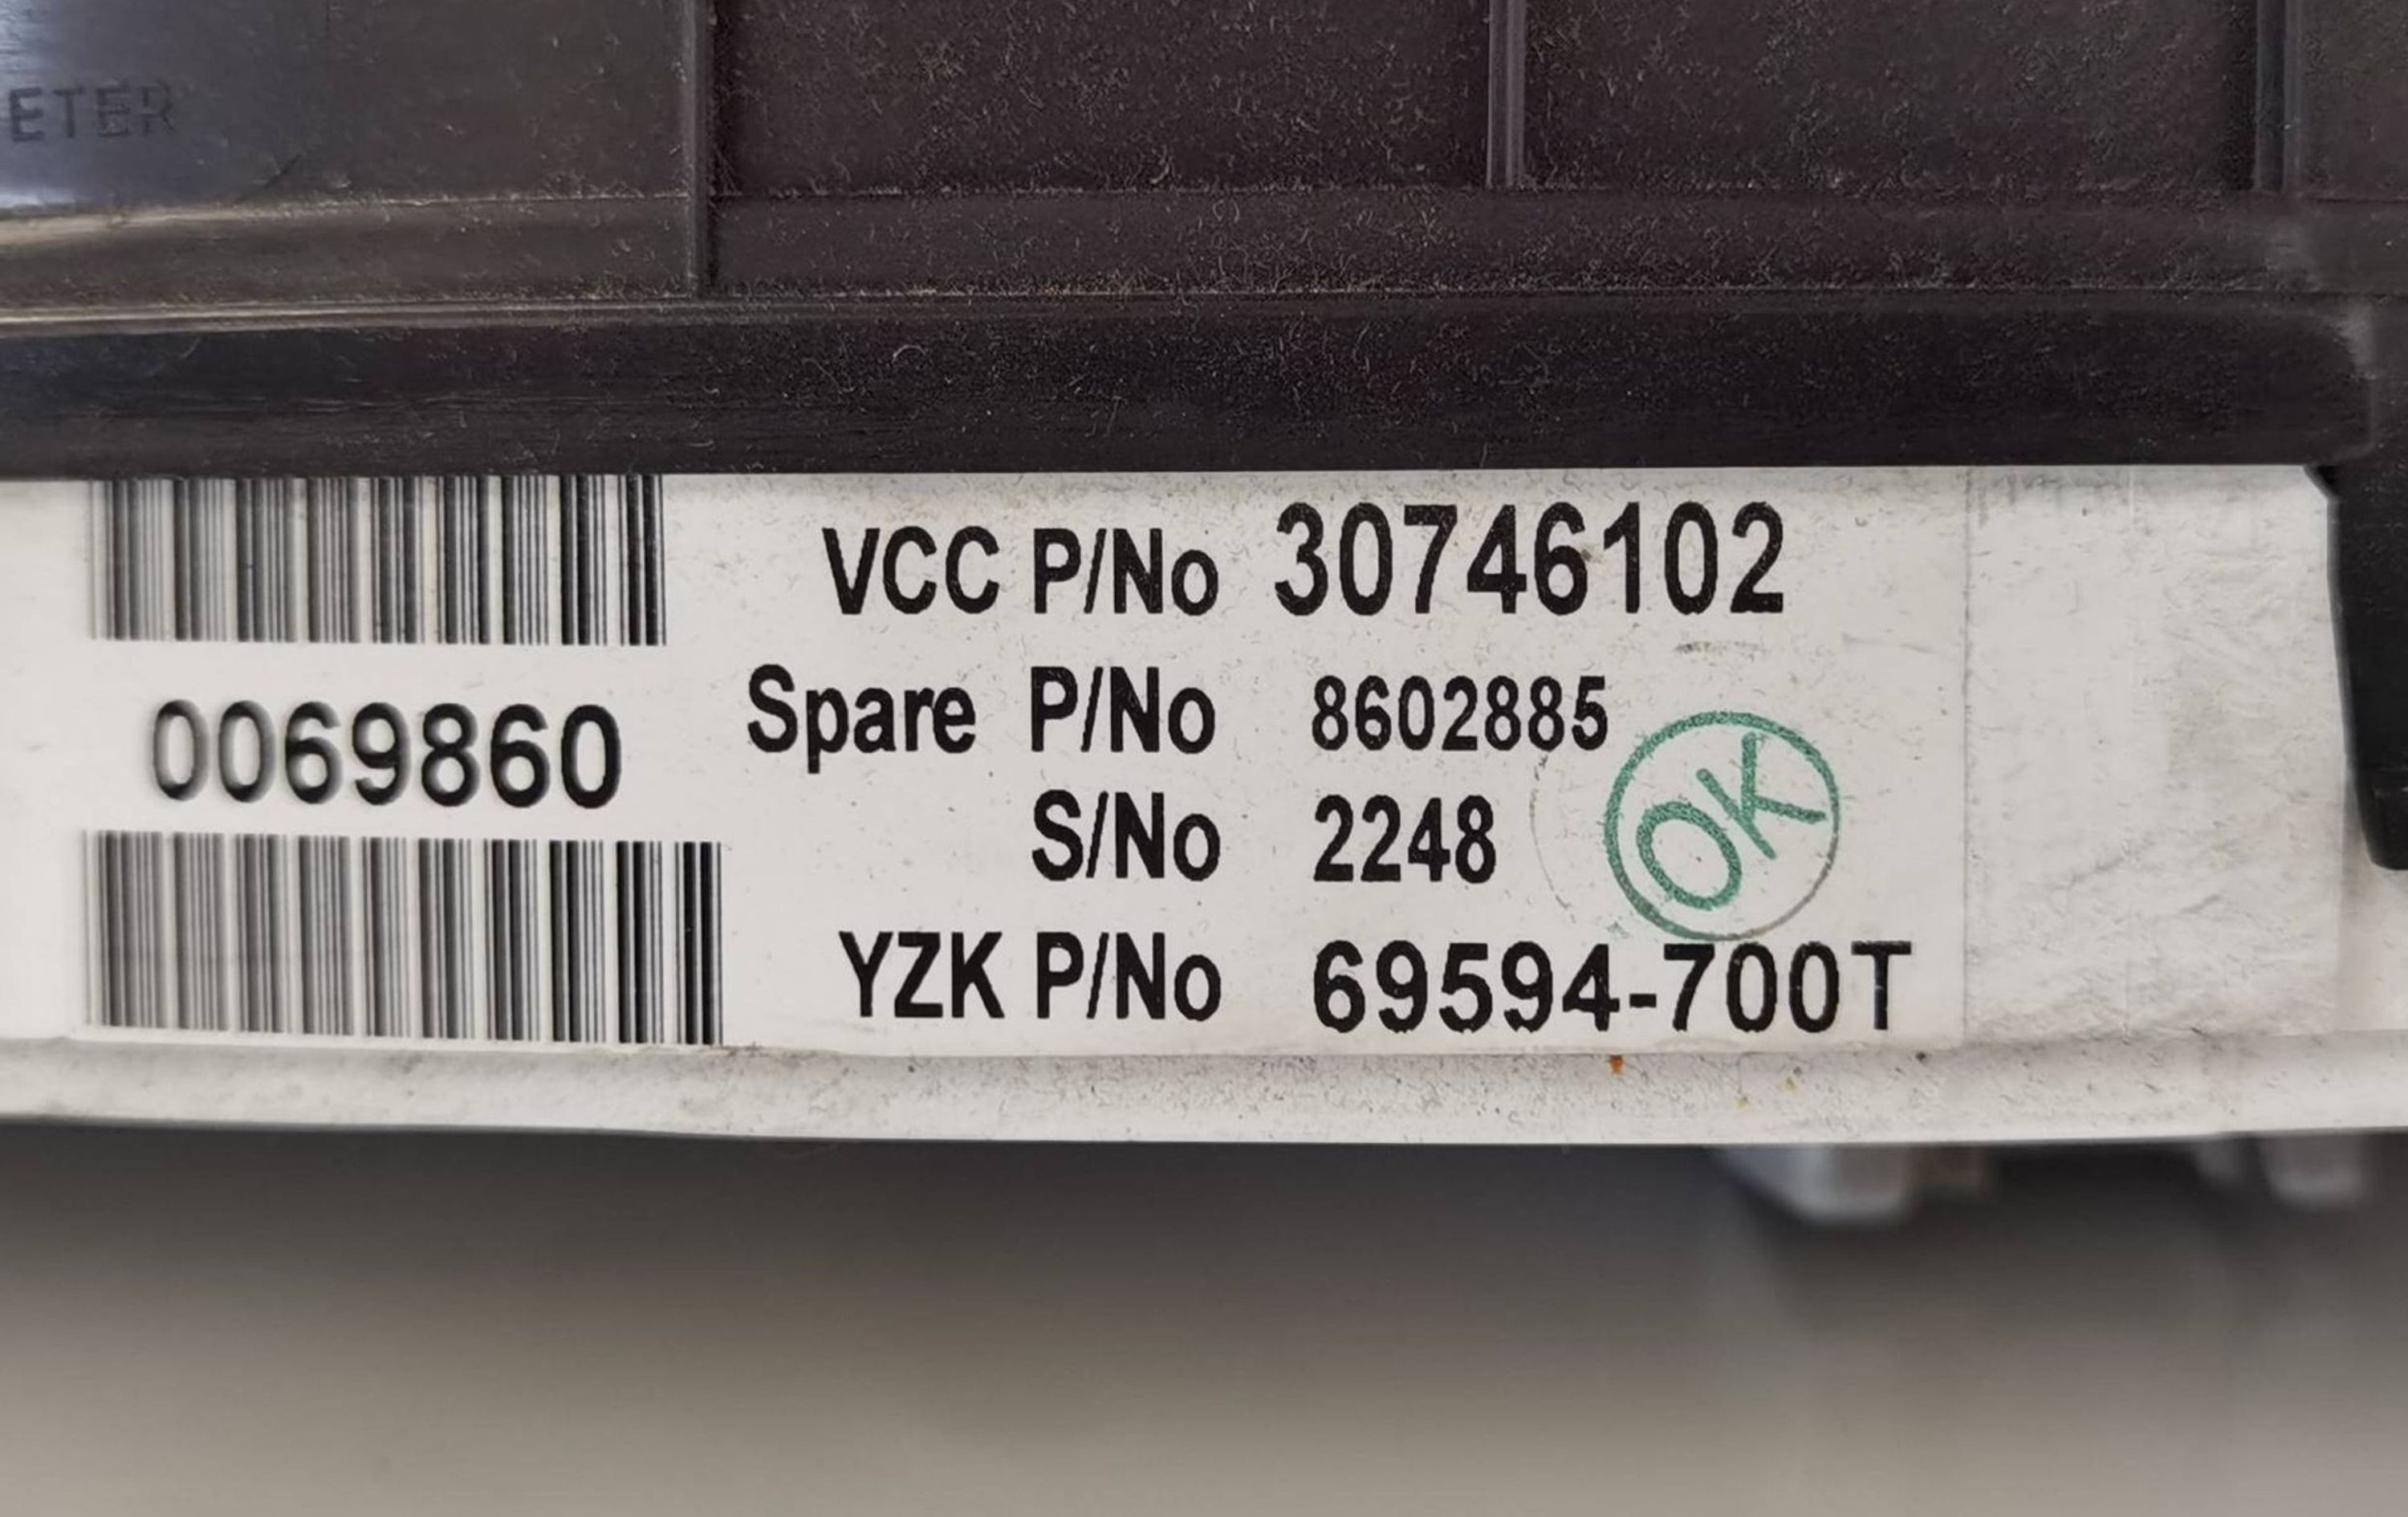 ETER
0069860
VCC P/No 30746102
Spare P/No 8602885
S/No 2248
OK
YZK P/No 69594-700T